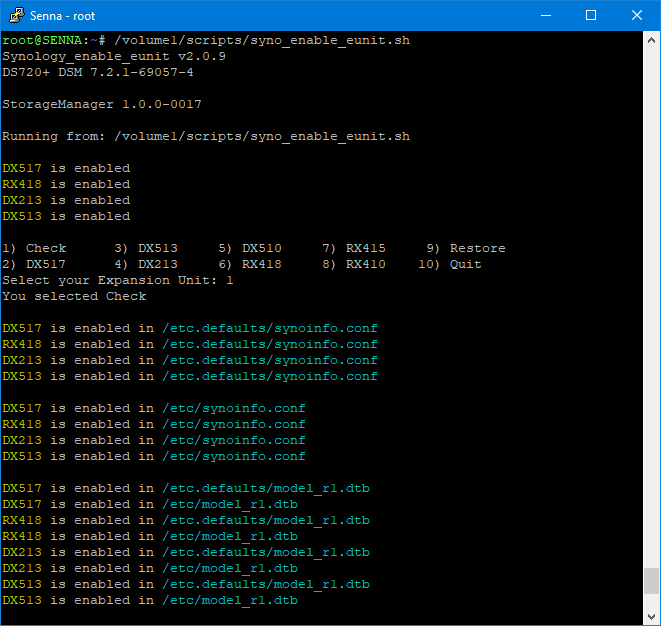 Senna - root
root@SENNA:~# /volume1/scripts/syno_enable_eunit.sh
Synology_enable_eunit v2.0.9
DS720+ DSM 7.2.1-69057-4
StorageManager 1.0.0-0017
Running from: /volume1/scripts/syno_enable_eunit.sh
DX517 is enabled
RX418 is enabled
DX213 is enabled
DX513 is enabled
1) Check      3) DX513     5) DX510     7) RX415     9) Restore
2) DX517      4) DX213     6) RX418     8) RX410    10) Quit
Select your Expansion Unit: 1
You selected Check
DX517 is enabled in /etc.defaults/synoinfo.conf
RX418 is enabled in /etc.defaults/synoinfo.conf
DX213 is enabled in /etc.defaults/synoinfo.conf
DX513 is enabled in /etc.defaults/synoinfo.conf
DX517 is enabled in /etc/synoinfo.conf
RX418 is enabled in /etc/synoinfo.conf
DX213 is enabled in /etc/synoinfo.conf
DX513 is enabled in /etc/synoinfo.conf
DX517 is enabled in /etc.defaults/model_r1.dtb
DX517 is enabled in /etc/model_r1.dtb
RX418 is enabled in /etc.defaults/model_r1.dtb
RX418 is enabled in /etc/model_r1.dtb
DX213 is enabled in /etc.defaults/model_r1.dtb
DX213 is enabled in /etc/model_r1.dtb
DX513 is enabled in /etc.defaults/model_r1.dtb
DX513 is enabled in /etc/model_r1.dtb